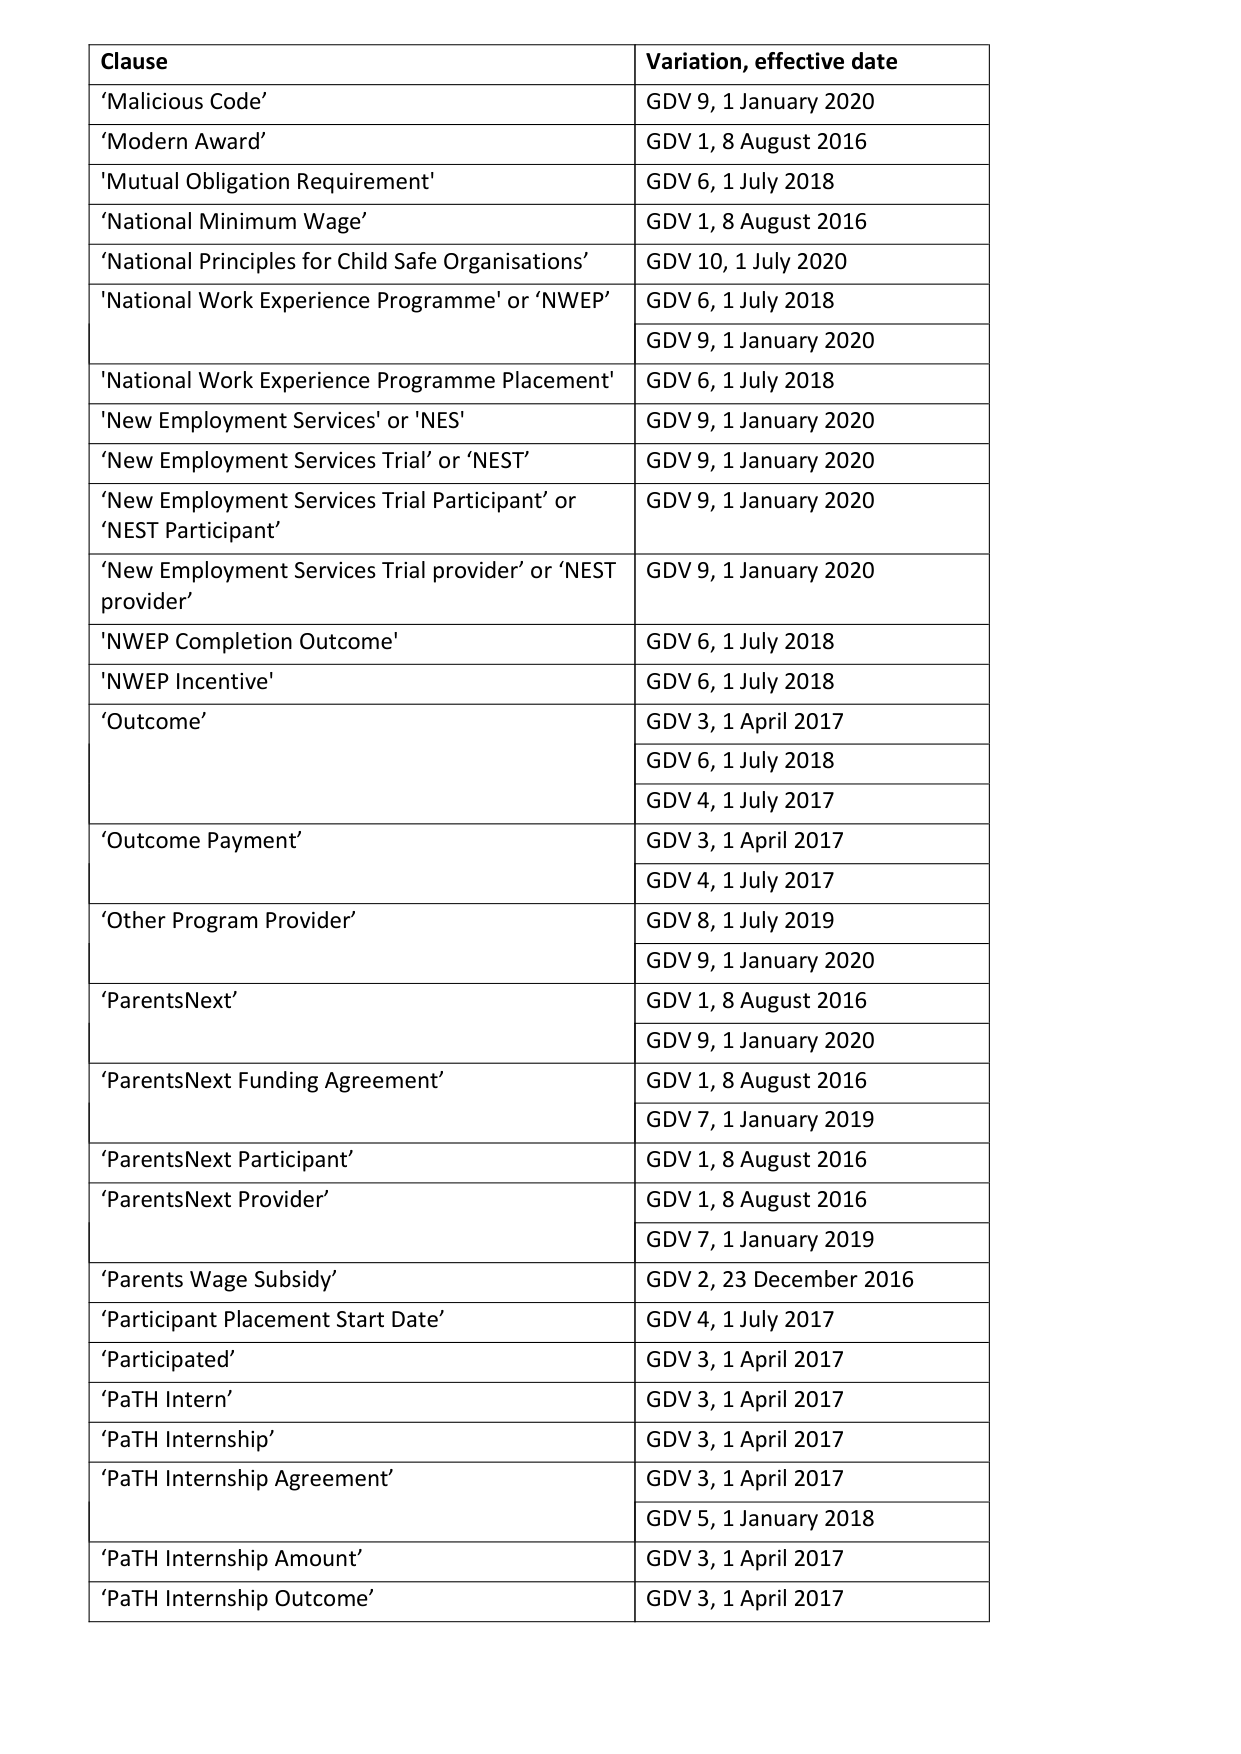 Clause Variation, effective date
‘Malicious Code’ GDV 9, 1 January 2020
‘Modern Award’ GDV 1, 8 August 2016
'Mutual Obligation Requirement' GDV 6, 1 July 2018
‘National Minimum Wage’ GDV 1, 8 August 2016
‘National Principles for Child Safe Organisations’ GDV 10, 1 July 2020
'National Work Experience Programme' or ‘NWEP’ GDV 6, 1 July 2018
GDV 9, 1 January 2020
'National Work Experience Programme Placement' GDV 6, 1 July 2018
'New Employment Services' or 'NES' GDV 9, 1 January 2020
‘New Employment Services Trial’ or ‘NEST’ GDV 9, 1 January 2020
‘New Employment Services Trial Participant’ or GDV 9, 1 January 2020
‘NEST Participant’
‘New Employment Services Trial provider’ or ‘NEST GDV 9, 1 January 2020
provider’
'NWEP Completion Outcome' GDV 6, 1 July 2018
'NWEP Incentive' GDV 6, 1 July 2018
‘Outcome’ GDV 3, 1 April 2017
GDV 6, 1 July 2018
GDV 4, 1 July 2017
‘Outcome Payment’ GDV 3, 1 April 2017
GDV 4, 1 July 2017
‘Other Program Provider’ GDV 8, 1 July 2019
GDV 9, 1 January 2020
‘ParentsNext’ GDV 1, 8 August 2016
GDV 9, 1 January 2020
‘ParentsNext Funding Agreement’ GDV 1, 8 August 2016
GDV 7, 1 January 2019
‘ParentsNext Participant’ GDV 1, 8 August 2016
‘ParentsNext Provider’ GDV 1, 8 August 2016
GDV 7, 1 January 2019
‘Parents Wage Subsidy’ GDV 2, 23 December 2016
‘Participant Placement Start Date’ GDV 4, 1 July 2017
‘Participated’ GDV 3, 1 April 2017
‘PaTH Intern’ GDV 3, 1 April 2017
‘PaTH Internship’ GDV 3, 1 April 2017
‘PaTH Internship Agreement’ GDV 3, 1 April 2017
GDV 5, 1 January 2018
‘PaTH Internship Amount’ GDV 3, 1 April 2017
‘PaTH Internship Outcome’ GDV 3, 1 April 2017